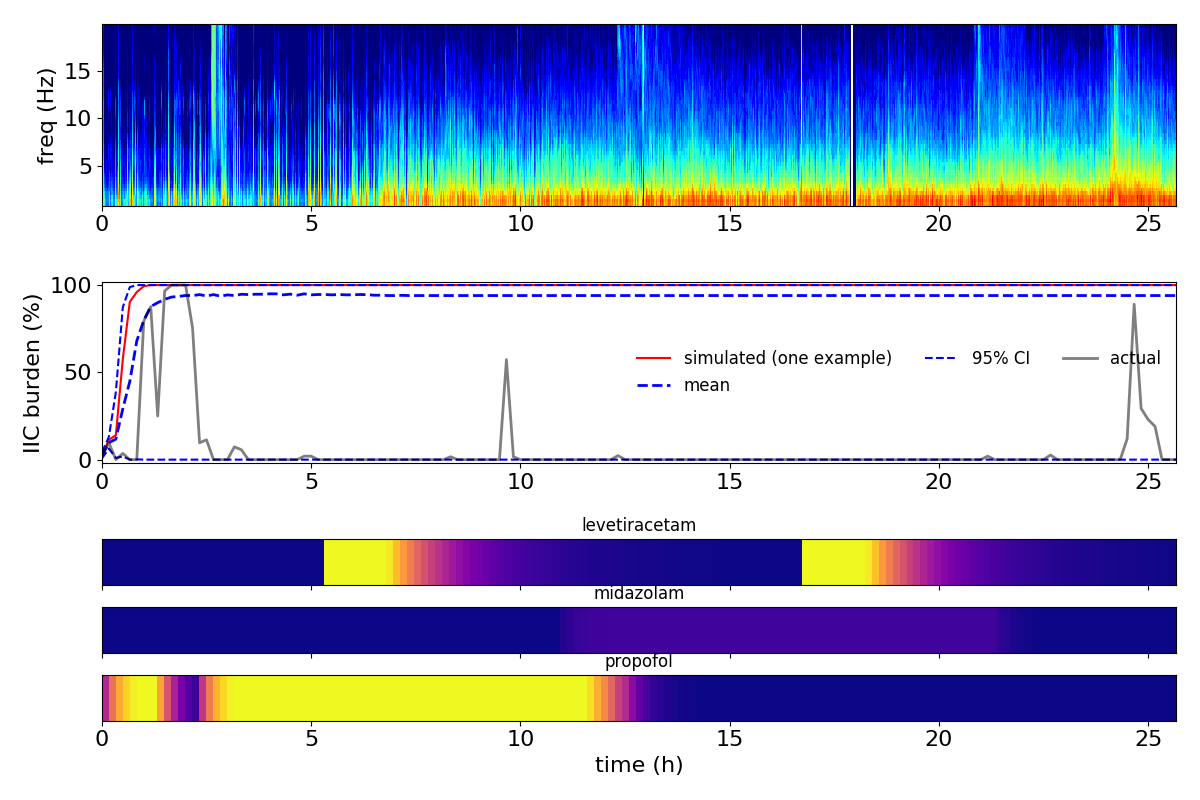 freq (Hz)
15
10
5
0 5 10 15 20 25
IIC burden (%)
100
50
0
simulated (one example) 95% CI actual
mean
0 5 10 15 20 25
levetiracetam
midazolam
propofol
0 5 10 15 20 25
time (h)